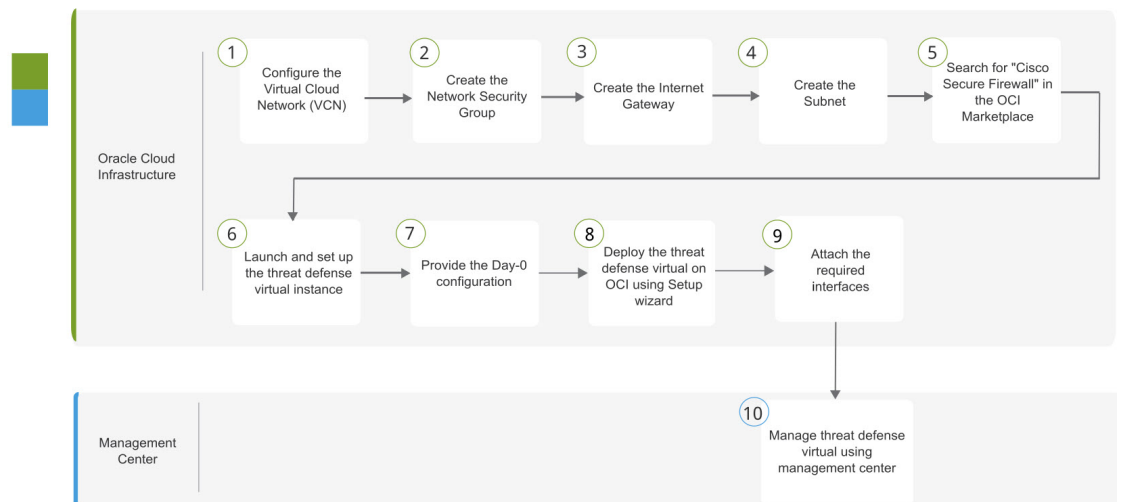 1
Configure the
Virtual Cloud
Network (VCN)
2
Create the
Network Security
Group
3
Create the Internet
Gateway
4
Create the
Subnet
5
Search for "Cisco
Secure Firewall" in
the OCI
Marketplace
Oracle Cloud
Infrastructure
6
Launch and set up
the threat defense
virtual instance
7
Provide the Day-0
configuration
8
Deploy the threat
defense virtual on
OCI using Setup
wizard
9
Attach the
required
interfaces
Management
Center
10
Manage threat defense
virtual using
management center